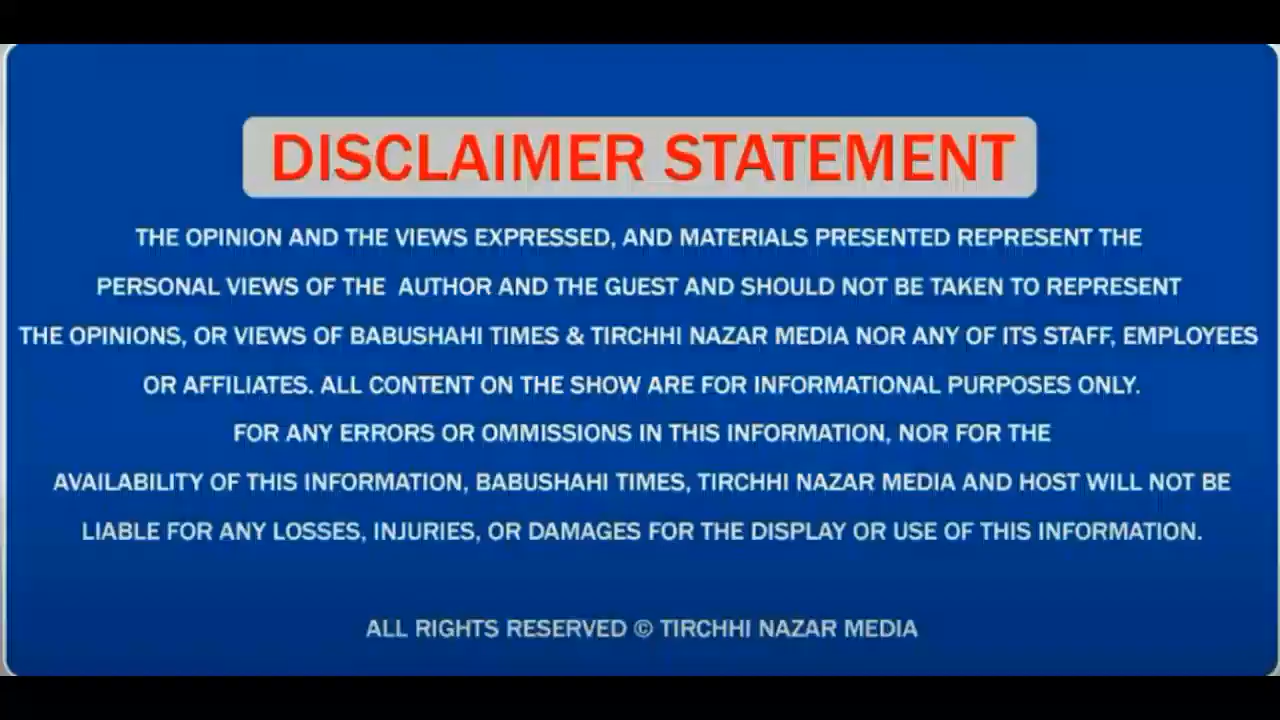 DISCLAIMER STATEMENT
THE OPINION AND THE VIEWS EXPRESSED, AND MATERIALS PRESENTED REPRESENT THE
PERSONAL VIEWS OF THE AUTHOR AND THE GUEST AND SHOULD NOT BE TAKEN TO REPRESENT
THE OPINIONS, OR VIEWS OF BABUSHAHI TIMES & TIRCHHI NAZAR MEDIA NOR ANY OF ITS STAFF, EMPLOYEES
OR AFFILIATES. ALL CONTENT ON THE SHOW ARE FOR INFORMATIONAL PURPOSES ONLY.
FOR ANY ERRORS OR OMMISSIONS IN THIS INFORMATION, NOR FOR THE
AVAILABILITY OF THIS INFORMATION, BABUSHAHI TIMES, TIRCHHI NAZAR MEDIA AND HOST WILL NOT BE
LIABLE FOR ANY LOSSES, INJURIES, OR DAMAGES FOR THE DISPLAY OR USE OF THIS INFORMATION.
ALL RIGHTS RESERVED © TIRCHHI NAZAR MEDIA